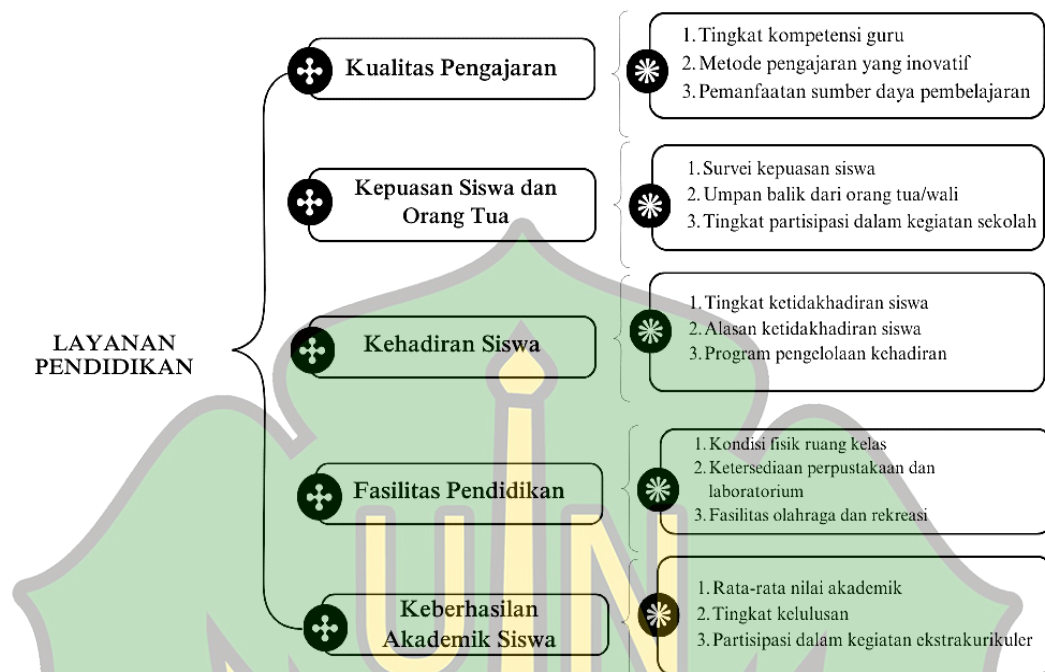 LAYANAN
PENDIDIKAN
Kualitas Pengajaran
1. Tingkat kompetensi guru
2. Metode pengajaran yang inovatif
3. Pemanfaatan sumber daya pembelajaran
Kepuasan Siswa dan
Orang Tua
1. Survei kepuasan siswa
2. Umpan balik dari orang tua/wali
3. Tingkat partisipasi dalam kegiatan sekolah
Kehadiran Siswa
1. Tingkat ketidakhadiran siswa
2. Alasan ketidakhadiran siswa
3. Program pengelolaan kehadiran
Fasilitas Pendidikan
1. Kondisi fisik ruang kelas
2. Ketersediaan perpustakaan dan
laboratorium
3. Fasilitas olahraga dan rekreasi
Keberhasilan
Akademik Siswa
1. Rata-rata nilai akademik
2. Tingkat kelulusan
3. Partisipasi dalam kegiatan ekstrakurikuler
UIN